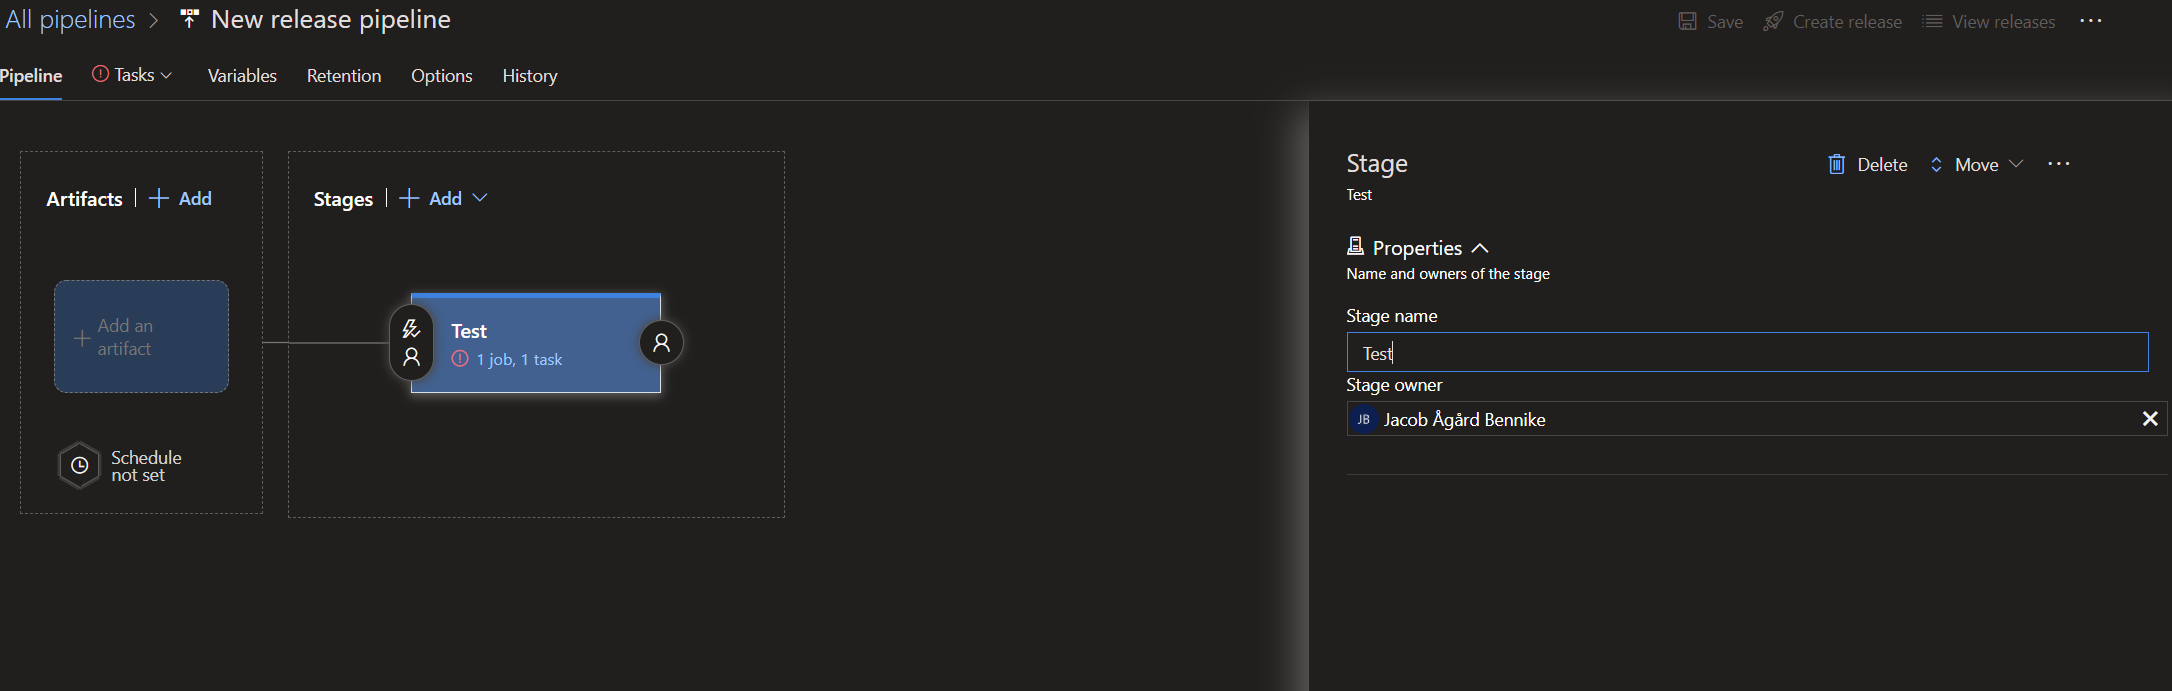 All pipelines > New release pipeline
Save Create release View releases ...
Pipeline Tasks Variables Retention Options History
Artifacts | + Add
Stages | + Add
+ Add an
artifact
Schedule
not set
Test
1 job, 1 task
Stage
Delete Move ...
Test
Properties
Name and owners of the stage
Stage name
Test
Stage owner
JB Jacob Ågård Bennike